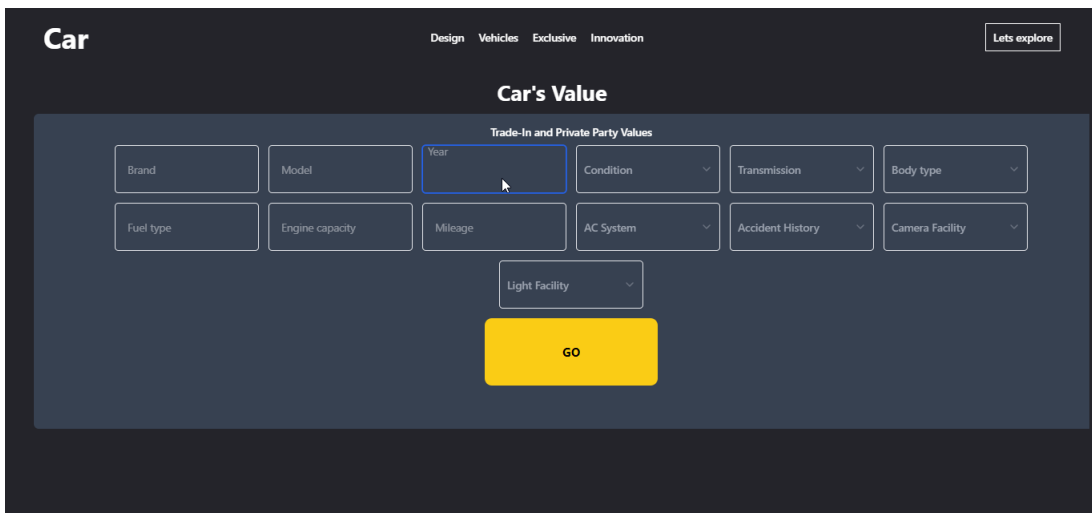 Car
Design Vehicles Exclusive Innovation
Lets explore
Car's Value
Trade-In and Private Party Values
Brand
Model
Year
Condition
Transmission
Body type
Fuel type
Engine capacity
Mileage
AC System
Accident History
Camera Facility
Light Facility
GO